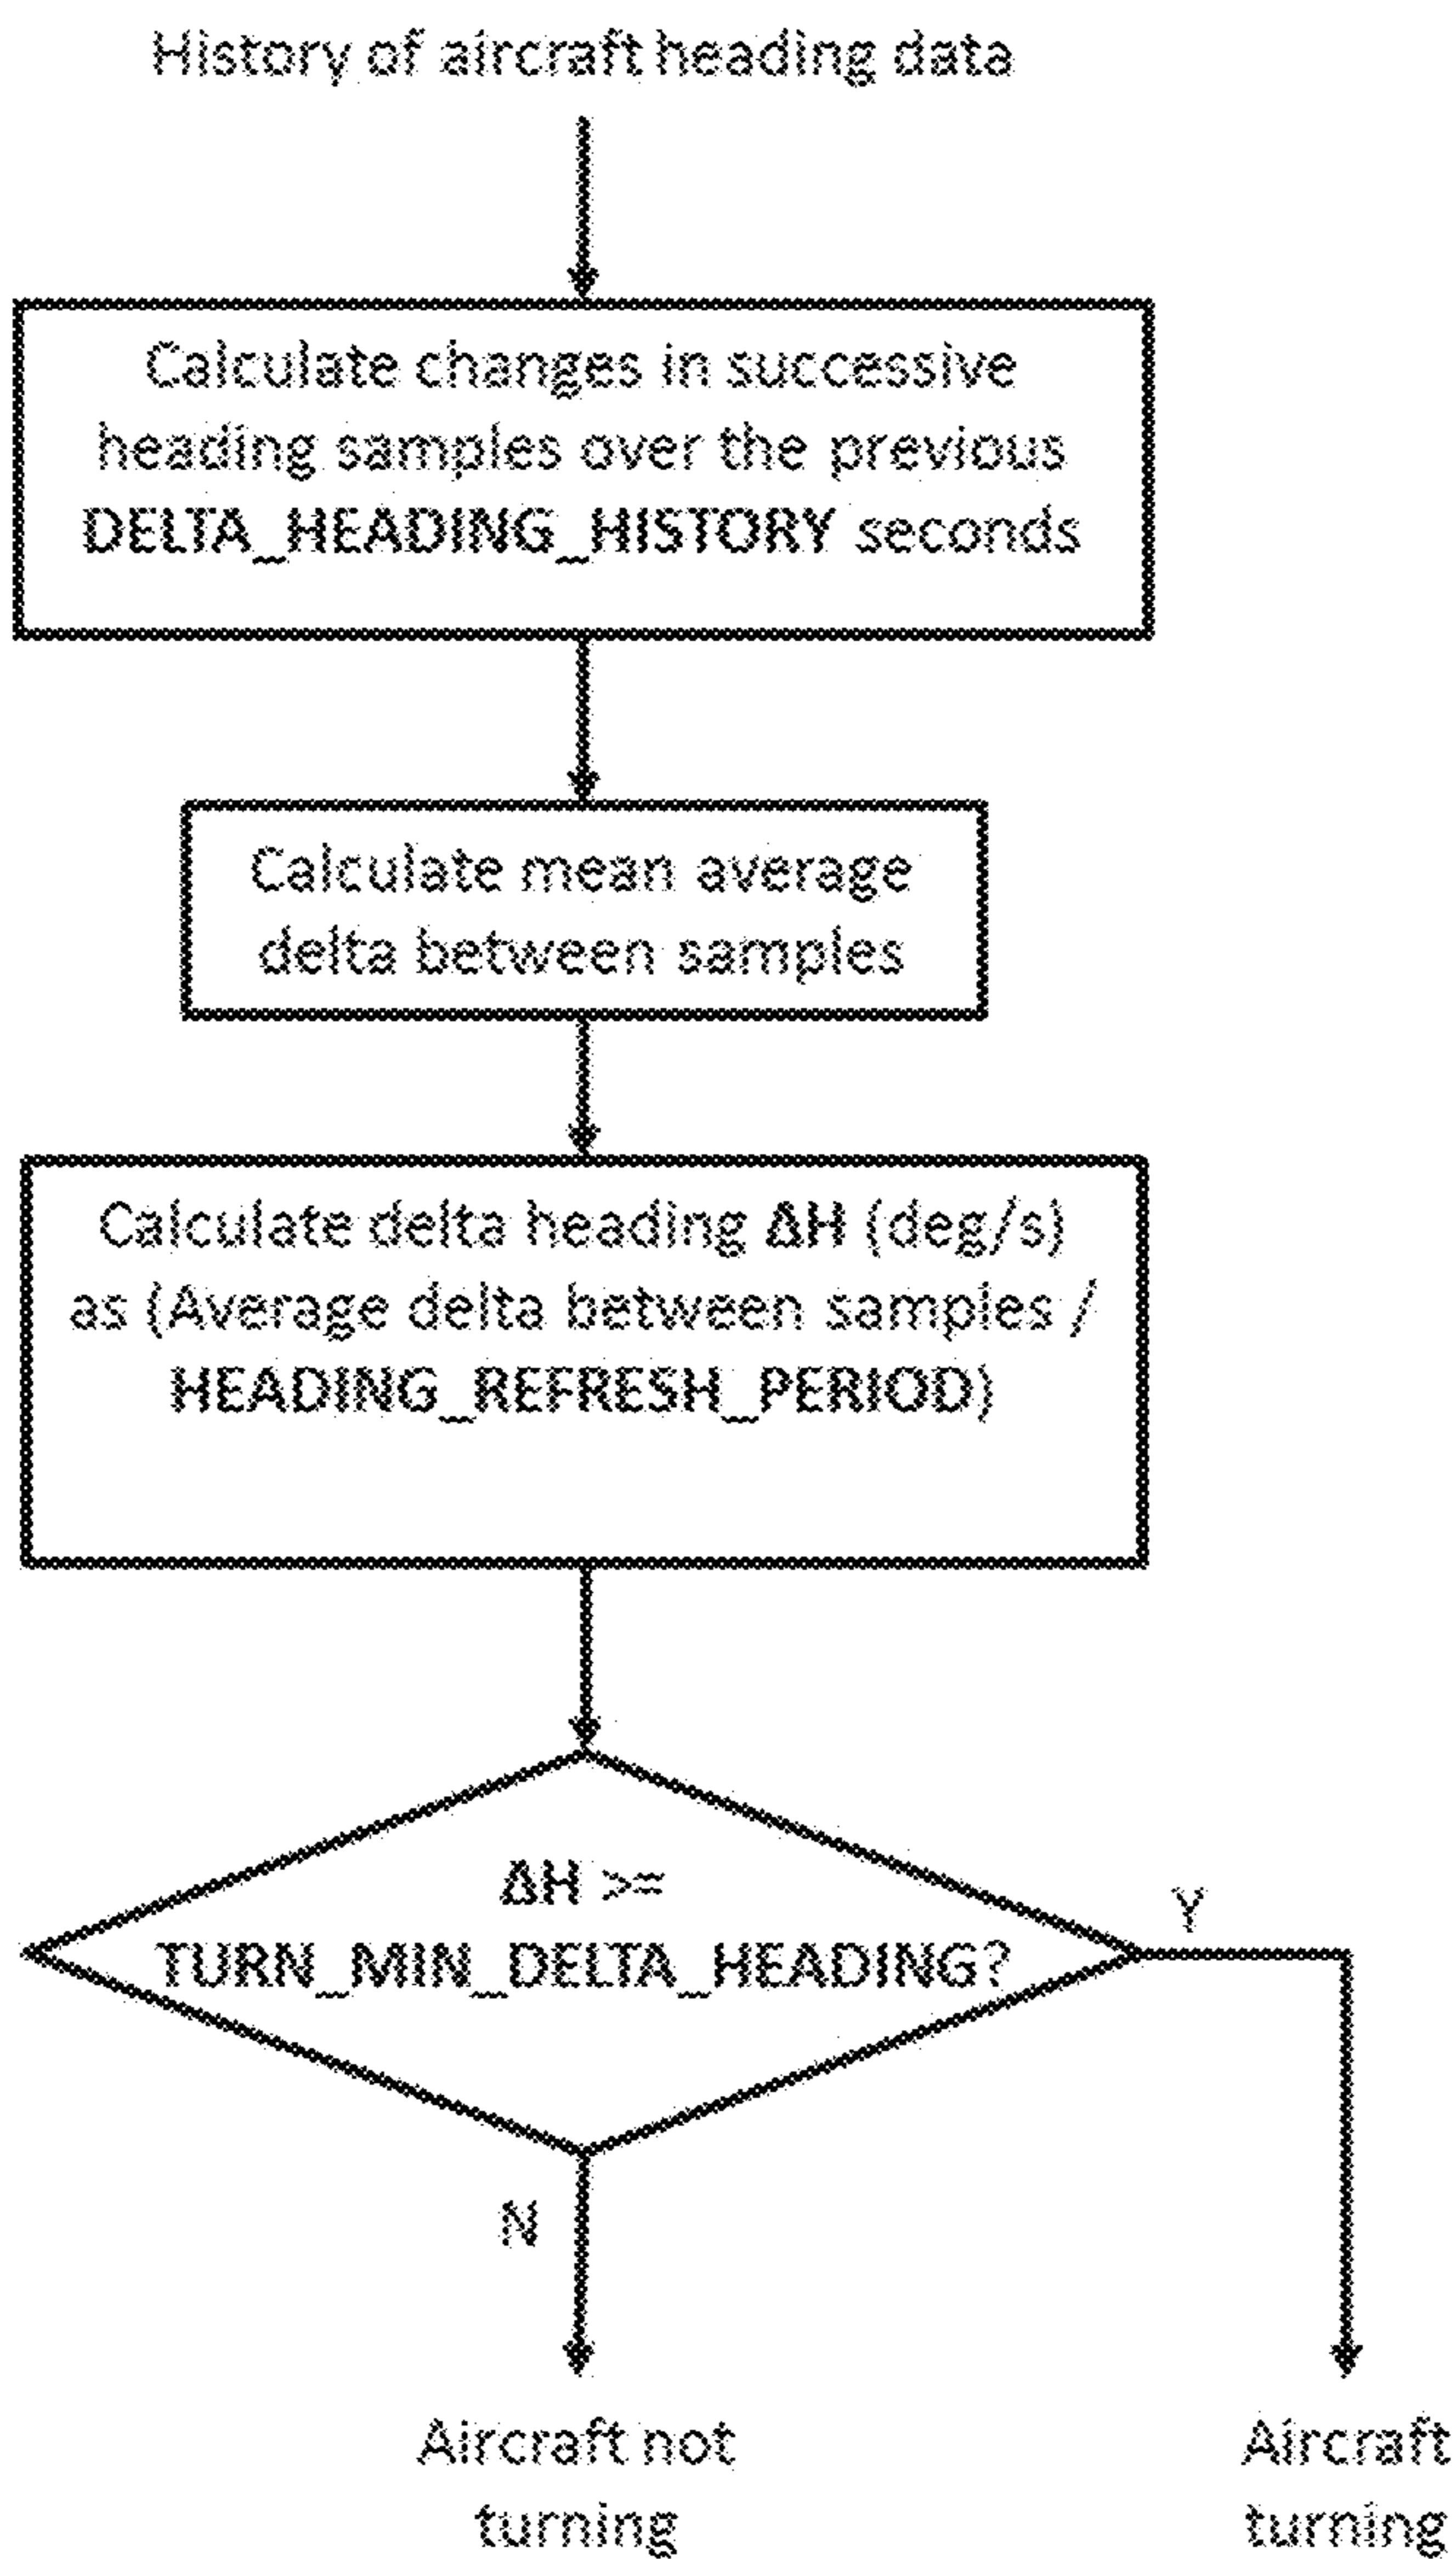 History of aircraft heading data
Calculate changes in successive
heading samples over the previous
DELTA_HEADING_HISTORY seconds
Calculate mean average
delta between samples
Calculate delta heading ΔH (deg/s)
as (Average delta between samples /
HEADING_REFRESH_PERIOD)
ΔH >=
TURN_MIN_DELTA_HEADING?
Y
N
Aircraft not
turning
Aircraft
turning